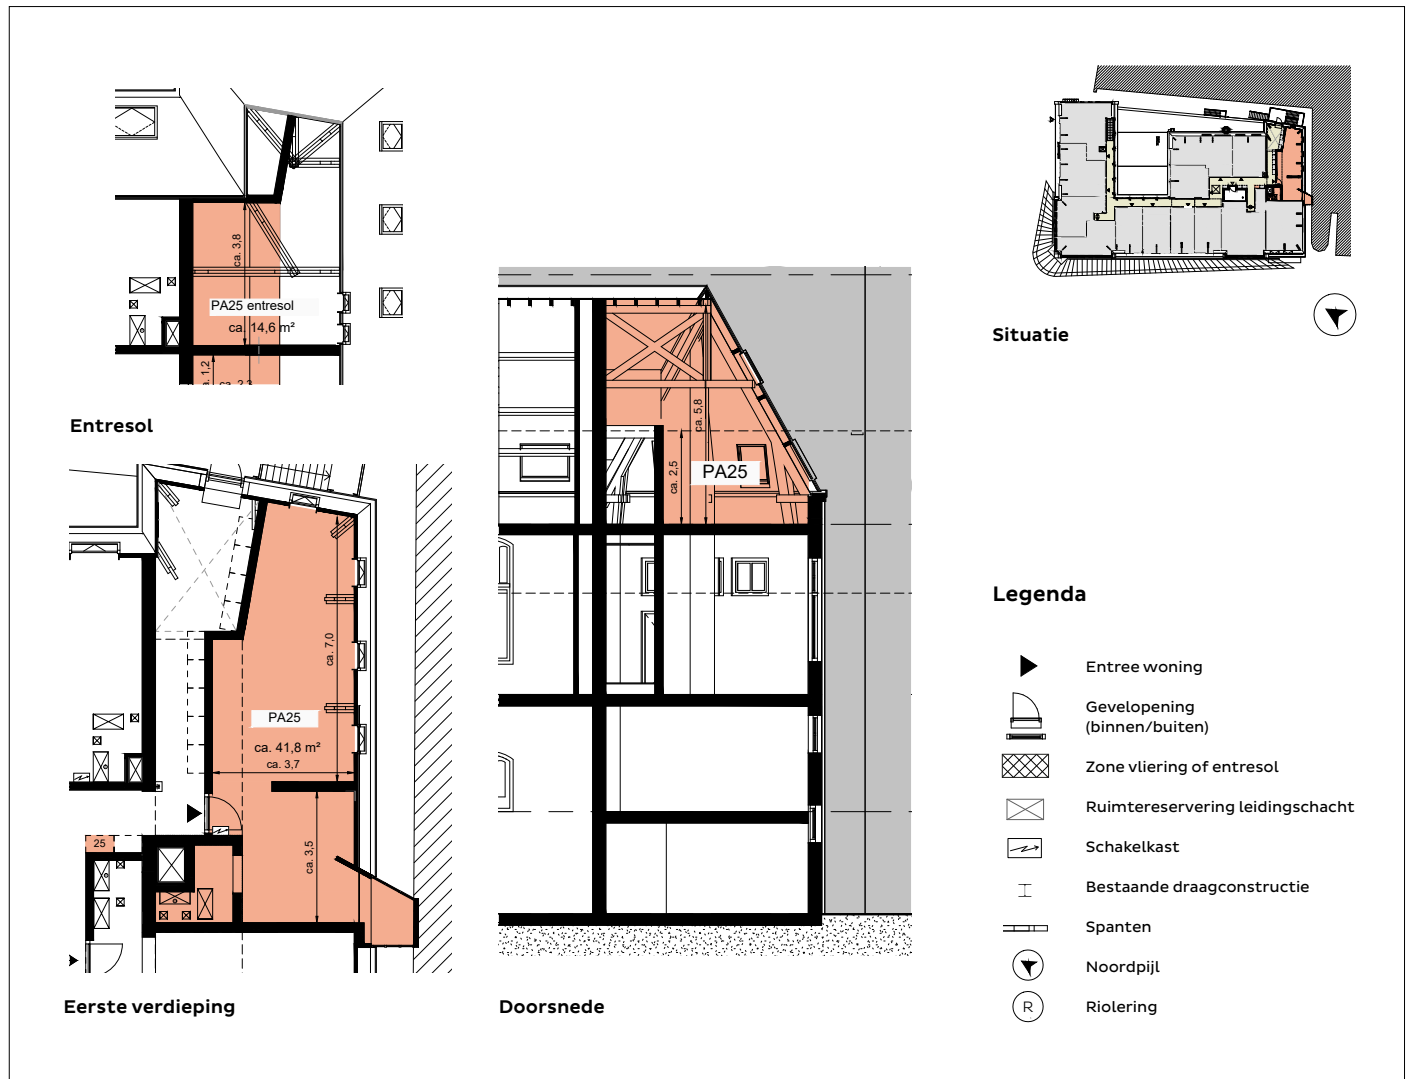 ca. 3,8
PA25 entresol
ca. 14,6 m²
Entresol
ca. 7,0
PA25
ca. 41,8 m²
ca. 3,7
ca. 3,5
25
Eerste verdieping
ca. 5,8
ca. 2,5
PA25
Doorsnede
Situatie
Legenda
Entree woning
Gevelopening
(binnen/buiten)
Zone vliering of entresol
Ruimtereservering leidingschacht
Schakelkast
Bestaande draagconstructie
Spanten
Noordpijl
R
Riolering